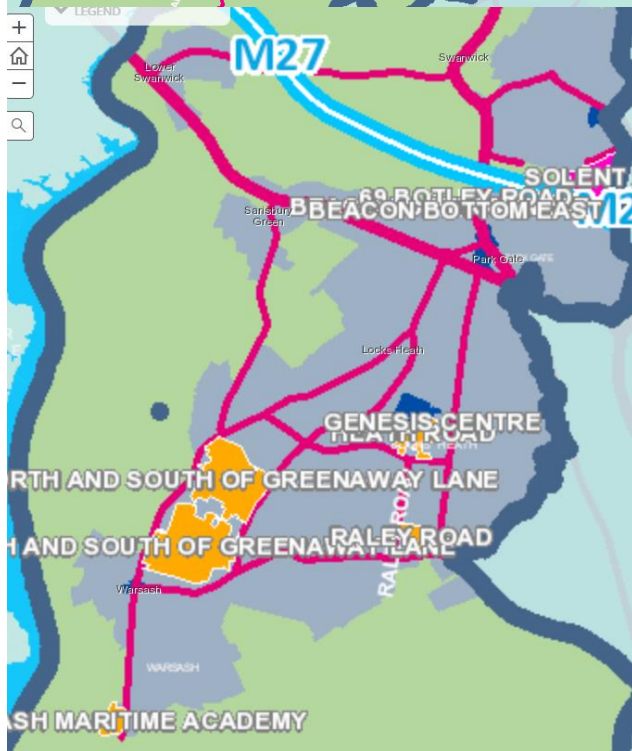 LEGEND
M27
Lower
Swanwick
Swanwick
SOLENT
69 BOTLEY ROAD
BEACON BOTTOM EAST
M2
Sarisbury
Green
Park Gate
Locks Heath
GENESIS CENTRE
HEATH ROAD
RTH AND SOUTH OF GREENAWAY LANE
RALEY ROAD
H AND SOUTH OF GREENAWAY LANE
Warsash
WARSASH
ASH MARITIME ACADEMY